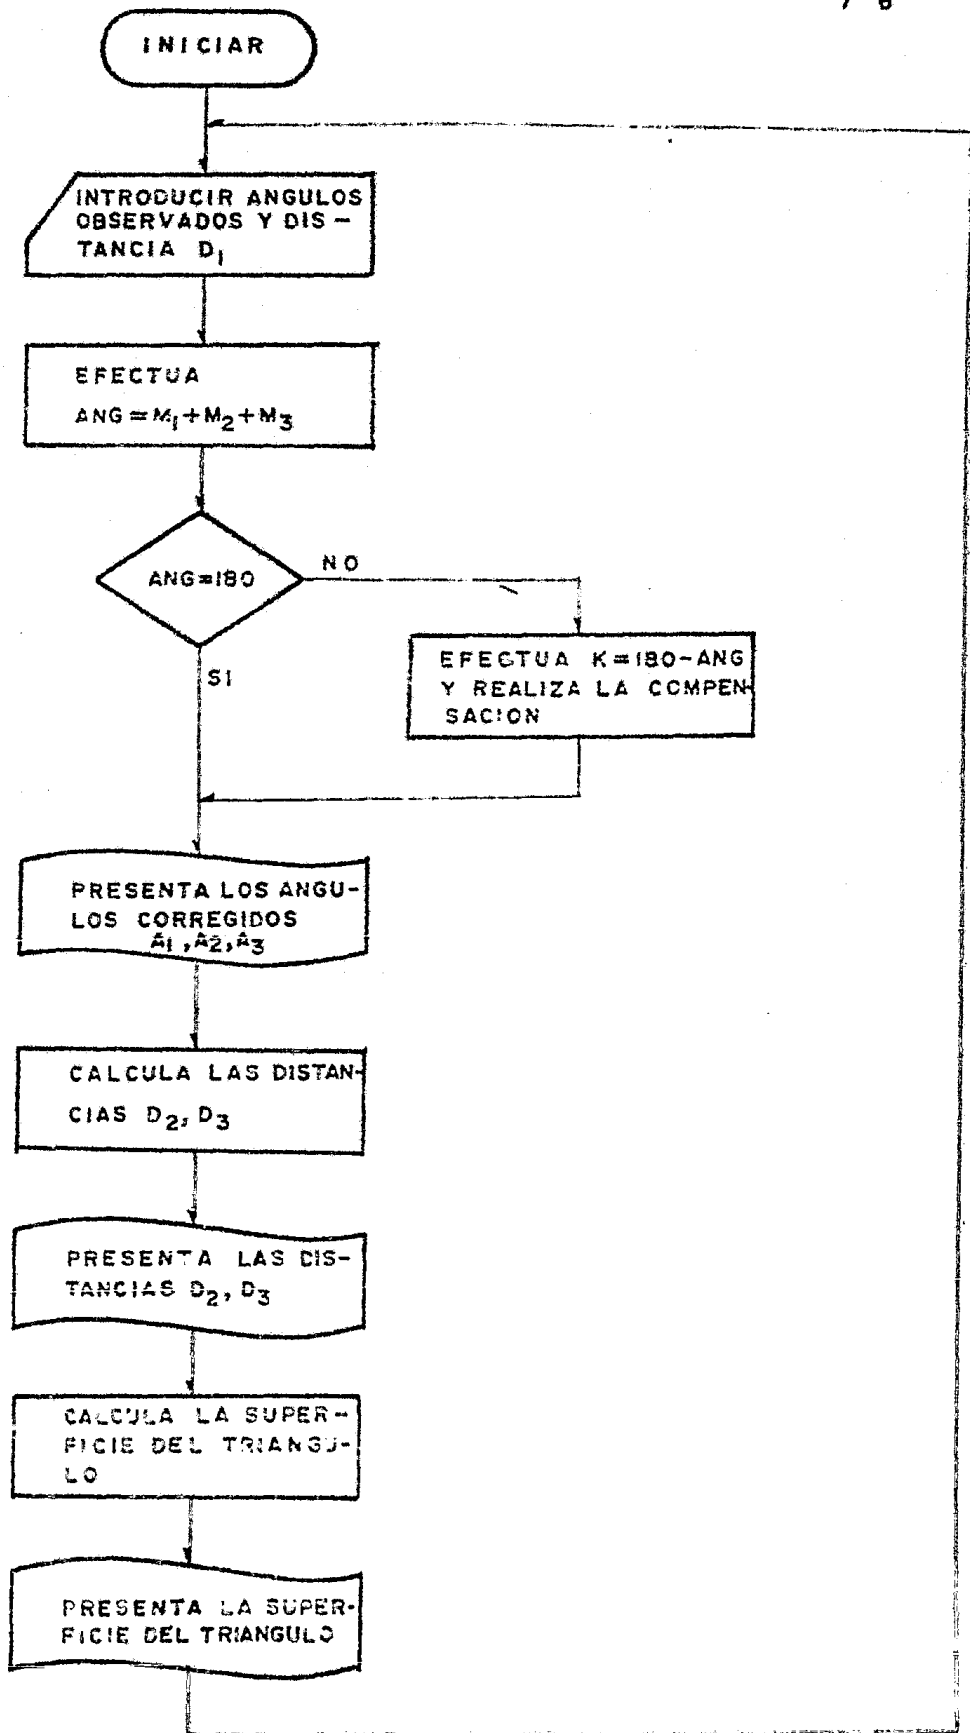 7 8
INICIAR
INTRODUCIR ANGULOS
OBSERVADOS Y DIS-
TANCIA D₁
EFECTUA
ANG=M₁+M₂+M₃
ANG=180
NO
SI
EFECTUA K=180-ANG
Y REALIZA LA COMPEN-
SACION
PRESENTA LOS ANGU-
LOS CORREGIDOS
A₁,A₂,A₃
CALCULA LAS DISTAN-
CIAS D₂,D₃
PRESENTA LAS DIS-
TANCIAS D₂,D₃
CALCULA LA SUPER-
FICIE DEL TRIANGU-
LO
PRESENTA LA SUPER-
FICIE DEL TRIANGULO